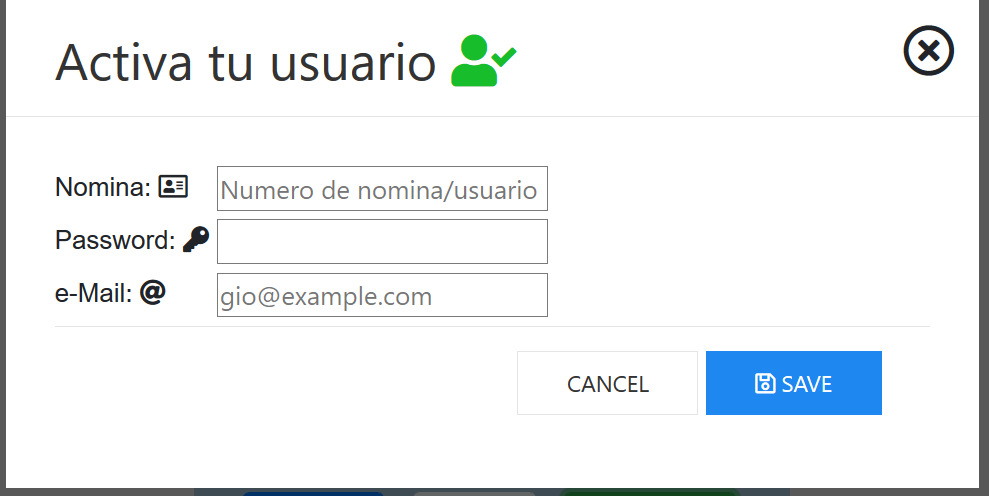 Activa tu usuario
Nomina: Numero de nomina/usuario
Password:
e-Mail: gio@example.com
CANCEL SAVE